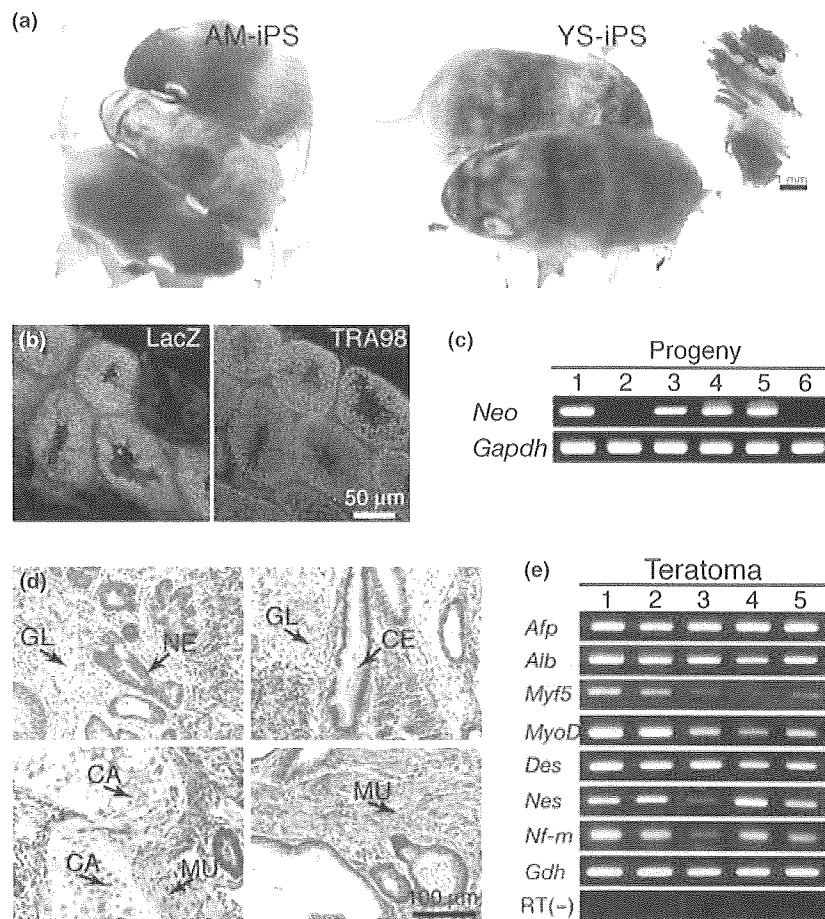 (a)
AM-iPS
YS-iPS
1 mm
(b)
LacZ
TRA98
50 μm
(c)
Progeny
1 2 3 4 5 6
Neo
Gapdh
(d)
GL
NE
GL
CE
CA
CA
MU
MU
100 μm
(e)
Teratoma
1 2 3 4 5
Afp
Alb
Myf5
MyoD
Des
Nes
Nf-m
Gdh
RT(-)